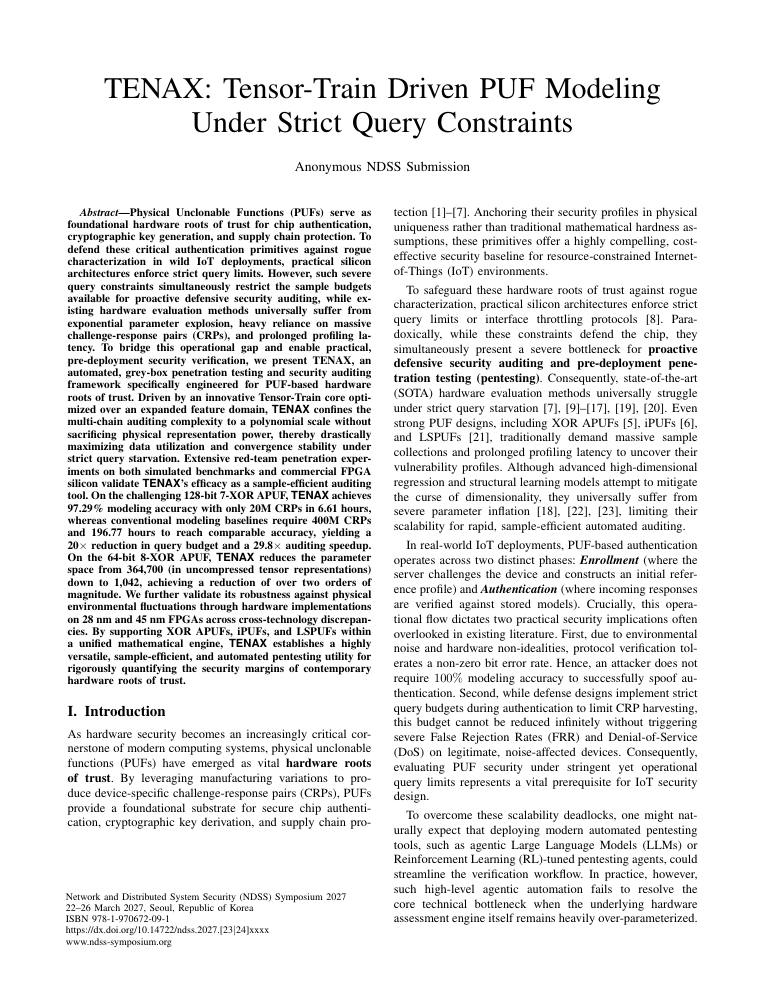 TENAX: Tensor-Train Driven PUF Modeling
Under Strict Query Constraints
Anonymous NDSS Submission
Abstract—Physical Unclonable Functions (PUFs) serve as
foundational hardware roots of trust for chip authentication,
cryptographic key generation, and supply chain protection. To
defend these critical authentication primitives against rogue
characterization in wild IoT deployments, practical silicon
architectures enforce strict query limits. However, such severe
query constraints simultaneously restrict the sample budgets
available for proactive defensive security auditing, while ex-
isting hardware evaluation methods universally suffer from
exponential parameter explosion, heavy reliance on massive
challenge-response pairs (CRPs), and prolonged profiling la-
tency. To bridge this operational gap and enable practical,
pre-deployment security verification, we present TENAX, an
automated, grey-box penetration testing and security auditing
framework specifically engineered for PUF-based hardware
roots of trust. Driven by an innovative Tensor-Train core opti-
mized over an expanded feature domain, TENAX confines the
multi-chain auditing complexity to a polynomial scale without
sacrificing physical representation power, thereby drastically
maximizing data utilization and convergence stability under
strict query starvation. Extensive red-team penetration exper-
iments on both simulated benchmarks and commercial FPGA
silicon validate TENAX's efficacy as a sample-efficient auditing
tool. On the challenging 128-bit 7-XOR APUF, TENAX achieves
97.29% modeling accuracy with only 20M CRPs in 6.61 hours,
whereas conventional modeling baselines require 400M CRPs
and 196.77 hours to reach comparable accuracy, yielding a
20× reduction in query budget and a 29.8× auditing speedup.
On the 64-bit 8-XOR APUF, TENAX reduces the parameter
space from 364,700 (in uncompressed tensor representations)
down to 1,042, achieving a reduction of over two orders of
magnitude. We further validate its robustness against physical
environmental fluctuations through hardware implementations
on 28 nm and 45 nm FPGAs across cross-technology discrepan-
cies. By supporting XOR APUFs, iPUFs, and LSPUFs within
a unified mathematical engine, TENAX establishes a highly
versatile, sample-efficient, and automated pentesting utility for
rigorously quantifying the security margins of contemporary
hardware roots of trust.
I. Introduction
As hardware security becomes an increasingly critical cor-
nerstone of modern computing systems, physical unclonable
functions (PUFs) have emerged as vital hardware roots
of trust. By leveraging manufacturing variations to pro-
duce device-specific challenge-response pairs (CRPs), PUFs
provide a foundational substrate for secure chip authenti-
cation, cryptographic key derivation, and supply chain pro-
Network and Distributed System Security (NDSS) Symposium 2027
22–26 March 2027, Seoul, Republic of Korea
ISBN 978-1-970672-09-1
https://dx.doi.org/10.14722/ndss.2027.[23|24]xxxx
www.ndss-symposium.org
tection [1]–[7]. Anchoring their security profiles in physical
uniqueness rather than traditional mathematical hardness as-
sumptions, these primitives offer a highly compelling, cost-
effective security baseline for resource-constrained Internet-
of-Things (IoT) environments.
To safeguard these hardware roots of trust against rogue
characterization, practical silicon architectures enforce strict
query limits or interface throttling protocols [8]. Para-
doxically, while these constraints defend the chip, they
simultaneously present a severe bottleneck for proactive
defensive security auditing and pre-deployment pene-
tration testing (pentesting). Consequently, state-of-the-art
(SOTA) hardware evaluation methods universally struggle
under strict query starvation [7], [9]–[17], [19], [20]. Even
strong PUF designs, including XOR APUFs [5], iPUFs [6],
and LSPUFs [21], traditionally demand massive sample
collections and prolonged profiling latency to uncover their
vulnerability profiles. Although advanced high-dimensional
regression and structural learning models attempt to mitigate
the curse of dimensionality, they universally suffer from
severe parameter inflation [18], [22], [23], limiting their
scalability for rapid, sample-efficient automated auditing.
In real-world IoT deployments, PUF-based authentication
operates across two distinct phases: Enrollment (where the
server challenges the device and constructs an initial refer-
ence profile) and Authentication (where incoming responses
are verified against stored models). Crucially, this opera-
tional flow dictates two practical security implications often
overlooked in existing literature. First, due to environmental
noise and hardware non-idealities, protocol verification tol-
erates a non-zero bit error rate. Hence, an attacker does not
require 100% modeling accuracy to successfully spoof au-
thentication. Second, while defense designs implement strict
query budgets during authentication to limit CRP harvesting,
this budget cannot be reduced infinitely without triggering
severe False Rejection Rates (FRR) and Denial-of-Service
(DoS) on legitimate, noise-affected devices. Consequently,
evaluating PUF security under stringent yet operational
query limits represents a vital prerequisite for IoT security
design.
To overcome these scalability deadlocks, one might nat-
urally expect that deploying modern automated pentesting
tools, such as agentic Large Language Models (LLMs) or
Reinforcement Learning (RL)-tuned pentesting agents, could
streamline the verification workflow. In practice, however,
such high-level agentic automation fails to resolve the
core technical bottleneck when the underlying hardware
assessment engine itself remains heavily over-parameterized.